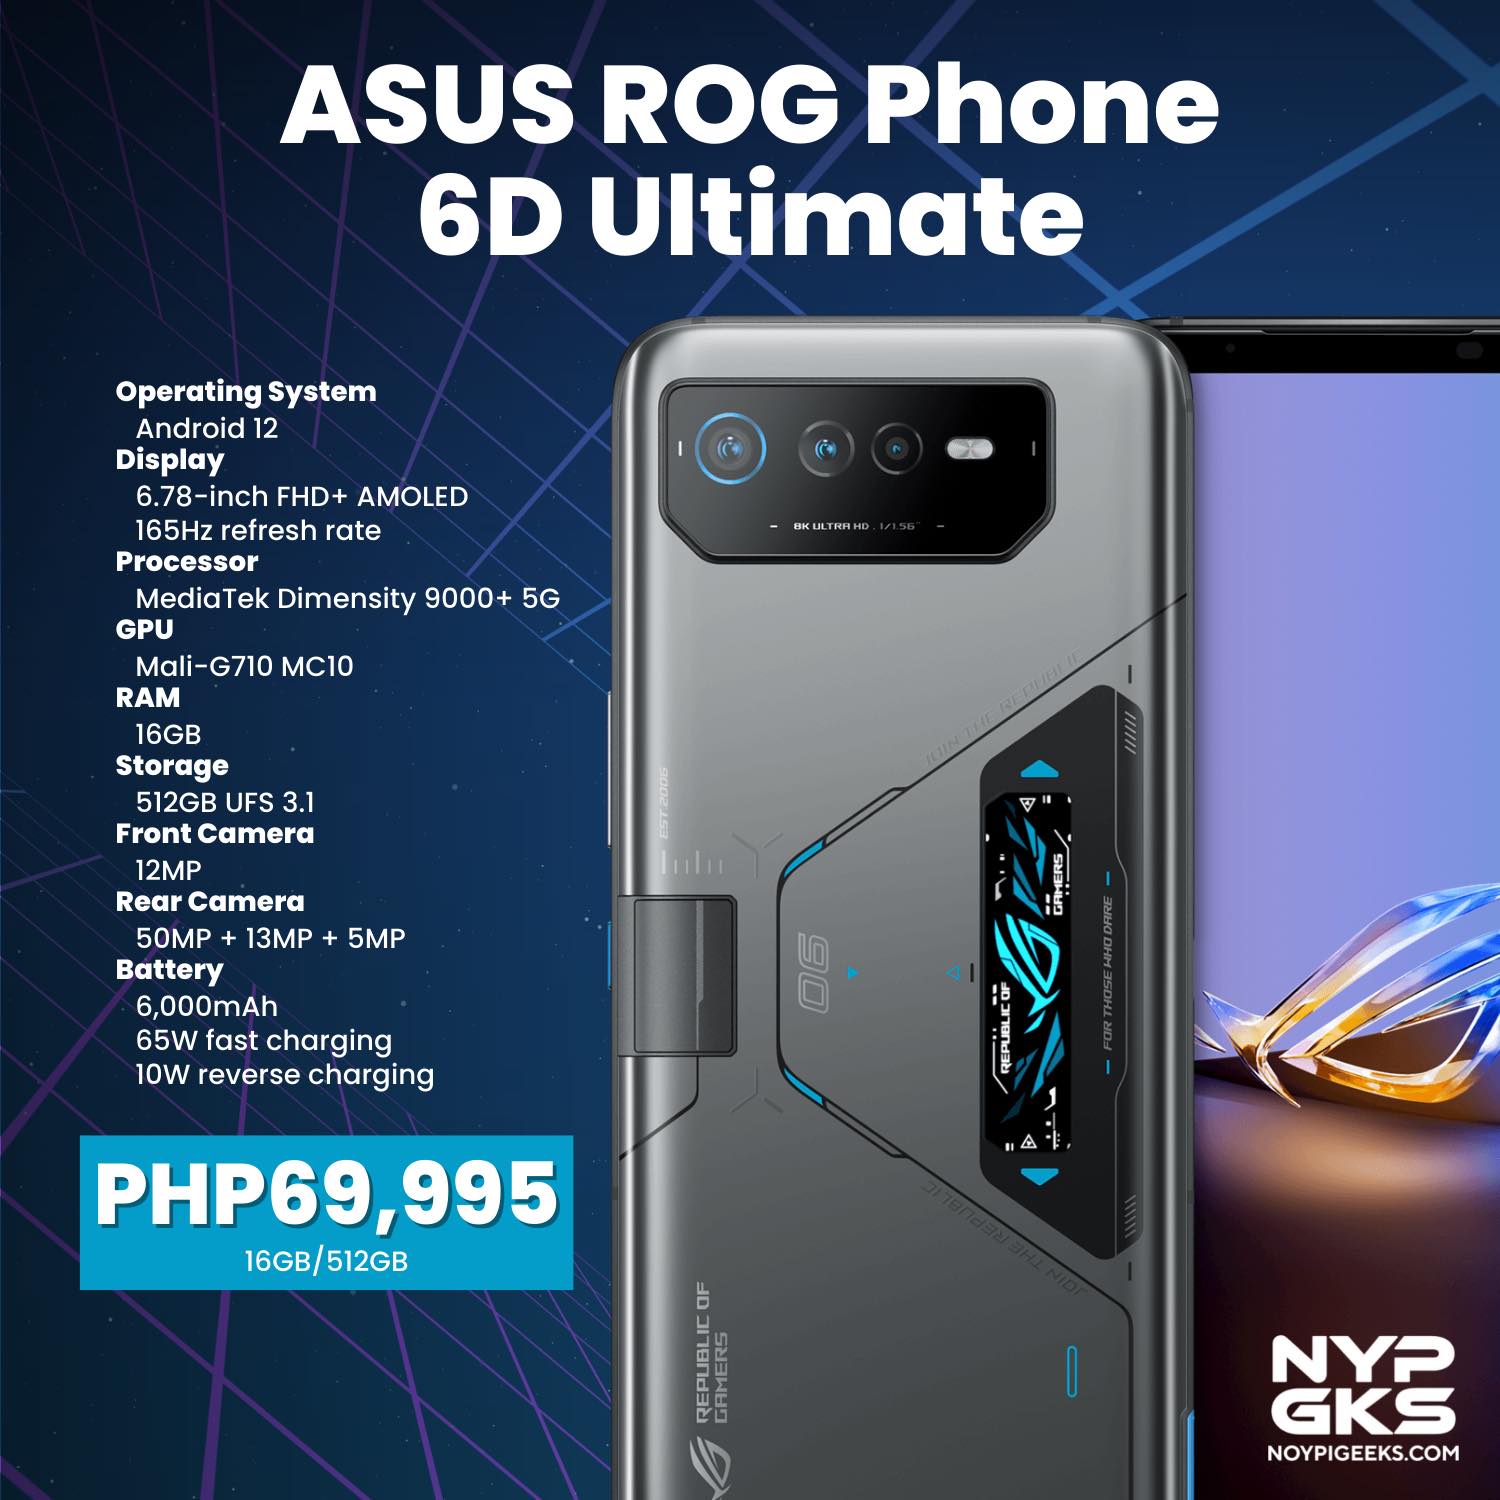 ASUS ROG Phone
6D Ultimate
Operating System
Android 12
Display
6.78-inch FHD+ AMOLED
165Hz refresh rate
Processor
MediaTek Dimensity 9000+ 5G
GPU
Mali-G710 MC10
RAM
16GB
Storage
512GB UFS 3.1
Front Camera
12MP
Rear Camera
50MP + 13MP + 5MP
Battery
6,000mAh
65W fast charging
10W reverse charging
PHP69,995
16GB/512GB
8K ULTRA HD . 1/1.56"
JOIN THE REPUBLIC
EST.2006
06
REPUBLIC OF
GAMERS
FOR THOSE WHO DARE
JOIN THE REPUBLIC
REPUBLIC OF
GAMERS
NYP
GKS
NOYPIGEEKS.COM